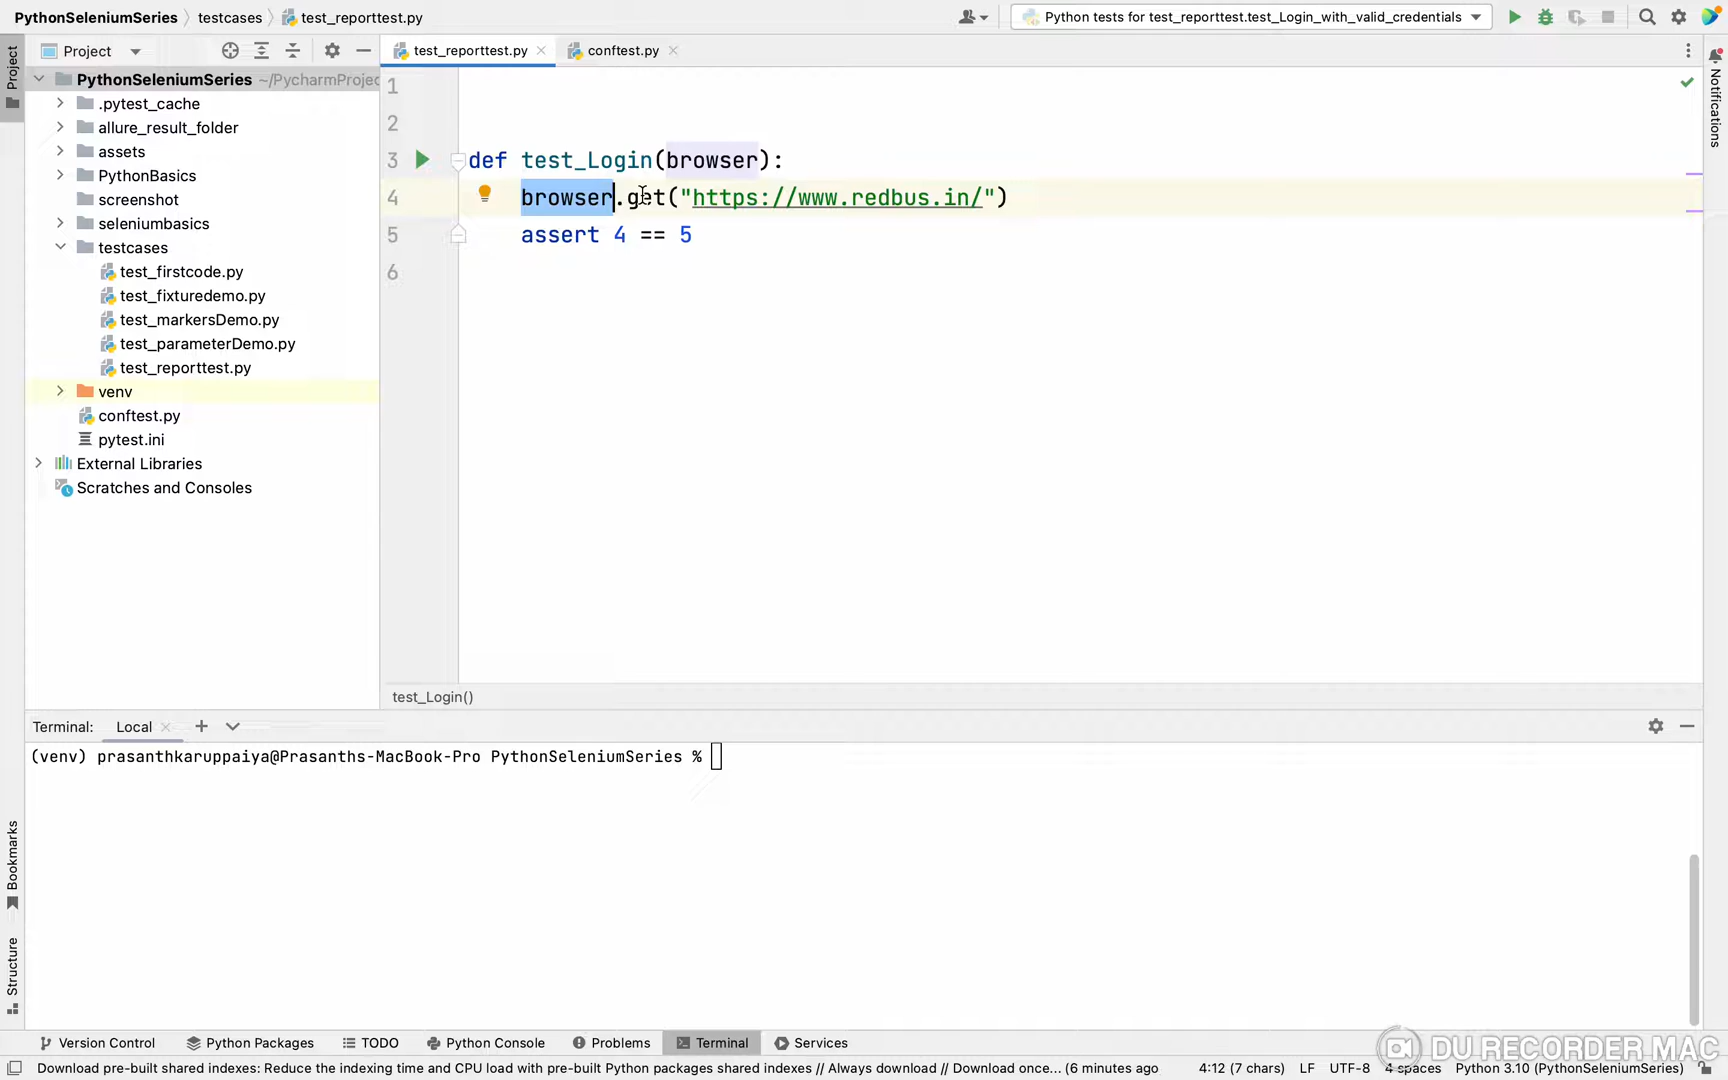 PythonSeleniumSeries testcases test_reporttest.py
Python tests for test_reporttest.test_Login_with_valid_credentials
Project
Project
test_reporttest.py
conftest.py
Notifications
PythonSeleniumSeries ~/PycharmProjec
.pytest_cache
allure_result_folder
assets
PythonBasics
screenshot
seleniumbasics
testcases
test_firstcode.py
test_fixturedemo.py
test_markersDemo.py
test_parameterDemo.py
test_reporttest.py
venv
conftest.py
pytest.ini
External Libraries
Scratches and Consoles
1
2
3 def test_Login(browser):
4 browser.get("https://www.redbus.in/")
5 assert 4 == 5
6
test_Login()
Terminal: Local
(venv) prasanthkaruppaiya@Prasanths-MacBook-Pro PythonSeleniumSeries %
Bookmarks
Structure
Version Control Python Packages TODO Python Console Problems Terminal Services
DU RECORDER MAC
Download pre-built shared indexes: Reduce the indexing time and CPU load with pre-built Python packages shared indexes // Always download // Download once... (6 minutes ago 4:12 (7 chars) LF UTF-8 4 spaces Python 3.10 (PythonSeleniumSeries)